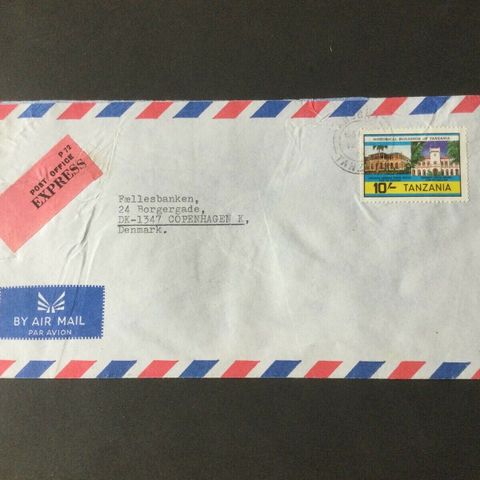 P 72
POST OFFICE
EXPRESS
HISTORICAL BUILDINGS OF TANZANIA
10/-
TANZANIA
Fællesbanken,
24 Borgergade,
DK-1347 COPENHAGEN K,
Denmark.
BY AIR MAIL
PAR AVION